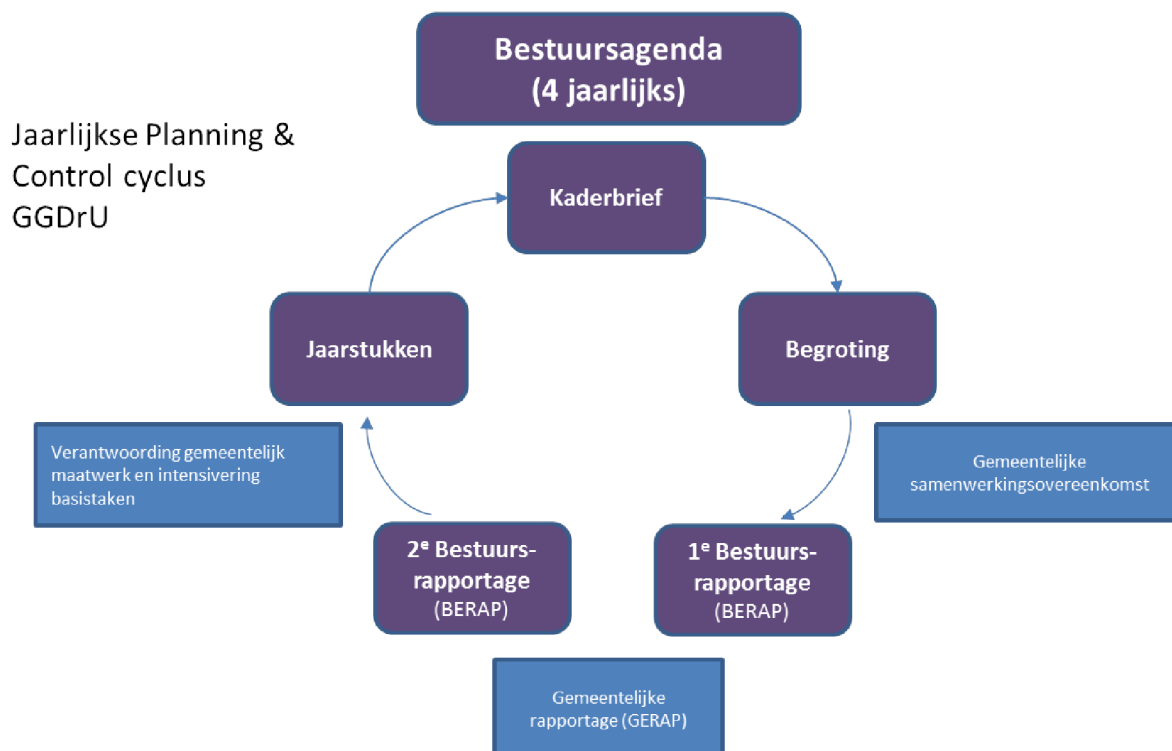 Bestuursagenda
(4 jaarlijks)
Jaarlijkse Planning &
Control cyclus
GGDrU
Kaderbrief
Jaarstukken
Begroting
Verantwoording gemeentelijk
maatwerk en intensivering
basistaken
Gemeentelijke
samenwerkingsovereenkomst
2e Bestuurs-
rapportage
(BERAP)
1e Bestuurs-
rapportage
(BERAP)
Gemeentelijke
rapportage (GERAP)